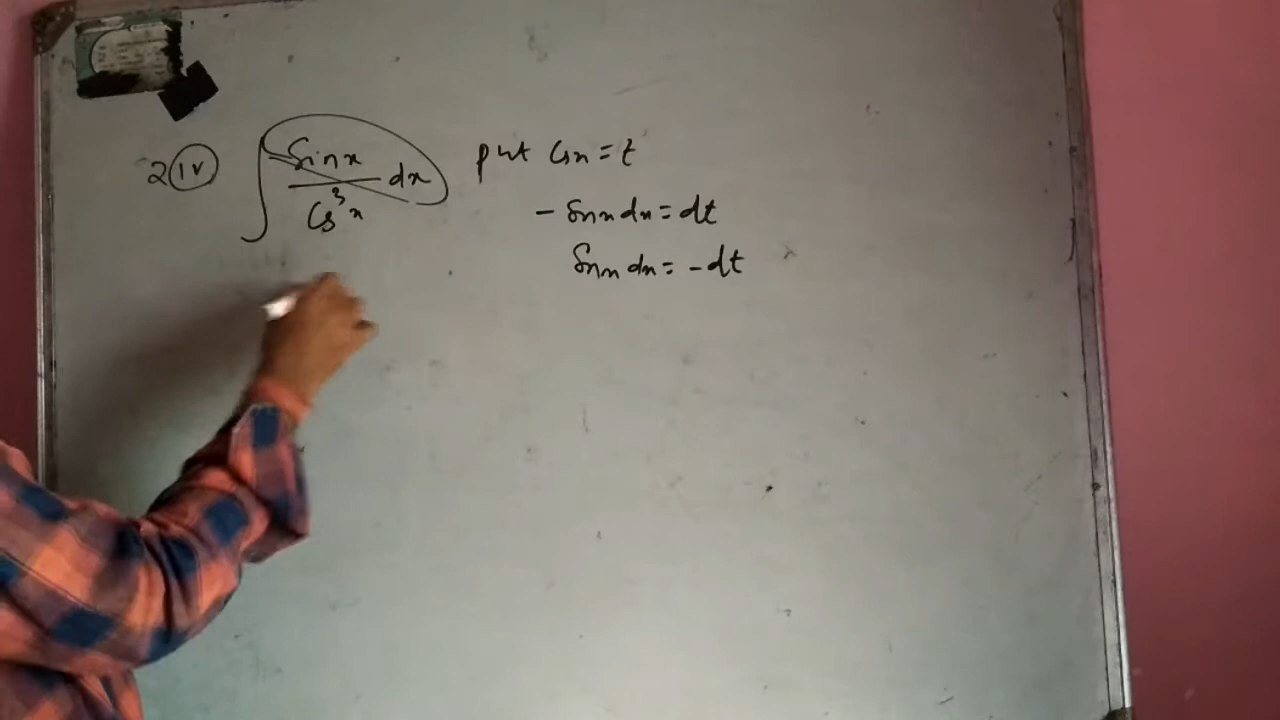 2 (iv) ∫ Sinx / Cos³x dx put Cosx = t
- Sinx dx = dt
Sinx dx = - dt